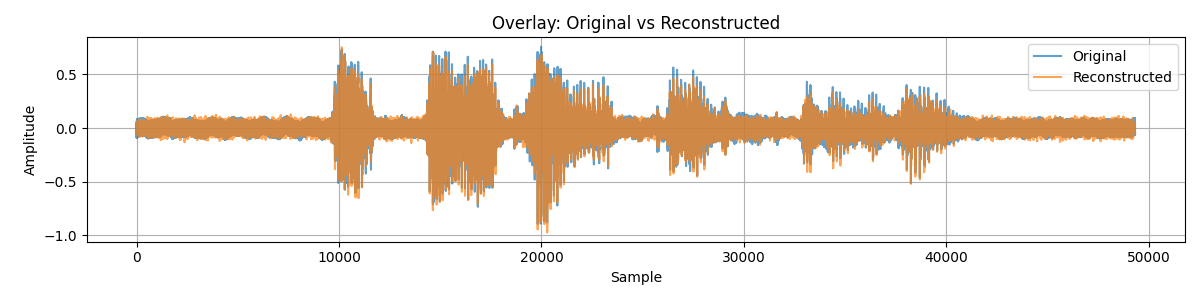 Overlay: Original vs Reconstructed
Original
Reconstructed
Amplitude
0.5
0.0
−0.5
−1.0
0
10000
20000
30000
40000
50000
Sample